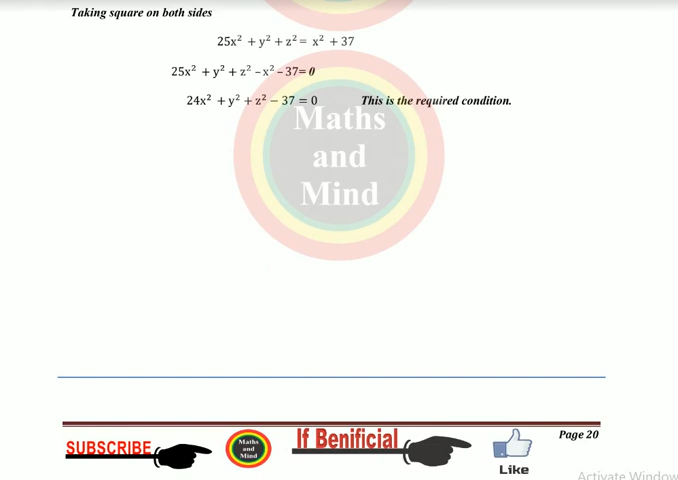 Taking square on both sides
25x² + y² + z² = x² + 37
25x² + y² + z² – x² – 37= 0
24x² + y² + z² − 37 = 0 This is the required condition.
Maths
and
Mind
SUBSCRIBE
Maths
and
Mind
If Benificial
Like
Page 20
Activate Window